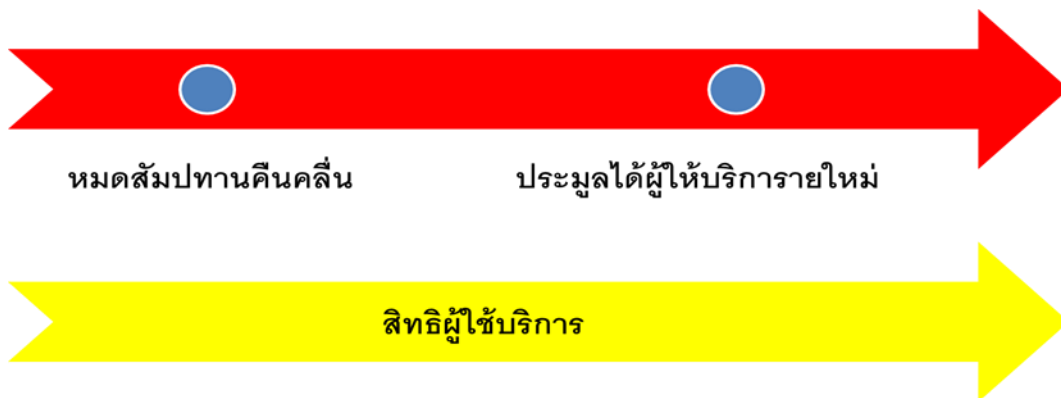 หมดสัมปทานคืนคลื่น
ประมูลได้ผู้ให้บริการรายใหม่
สิทธิผู้ใช้บริการ